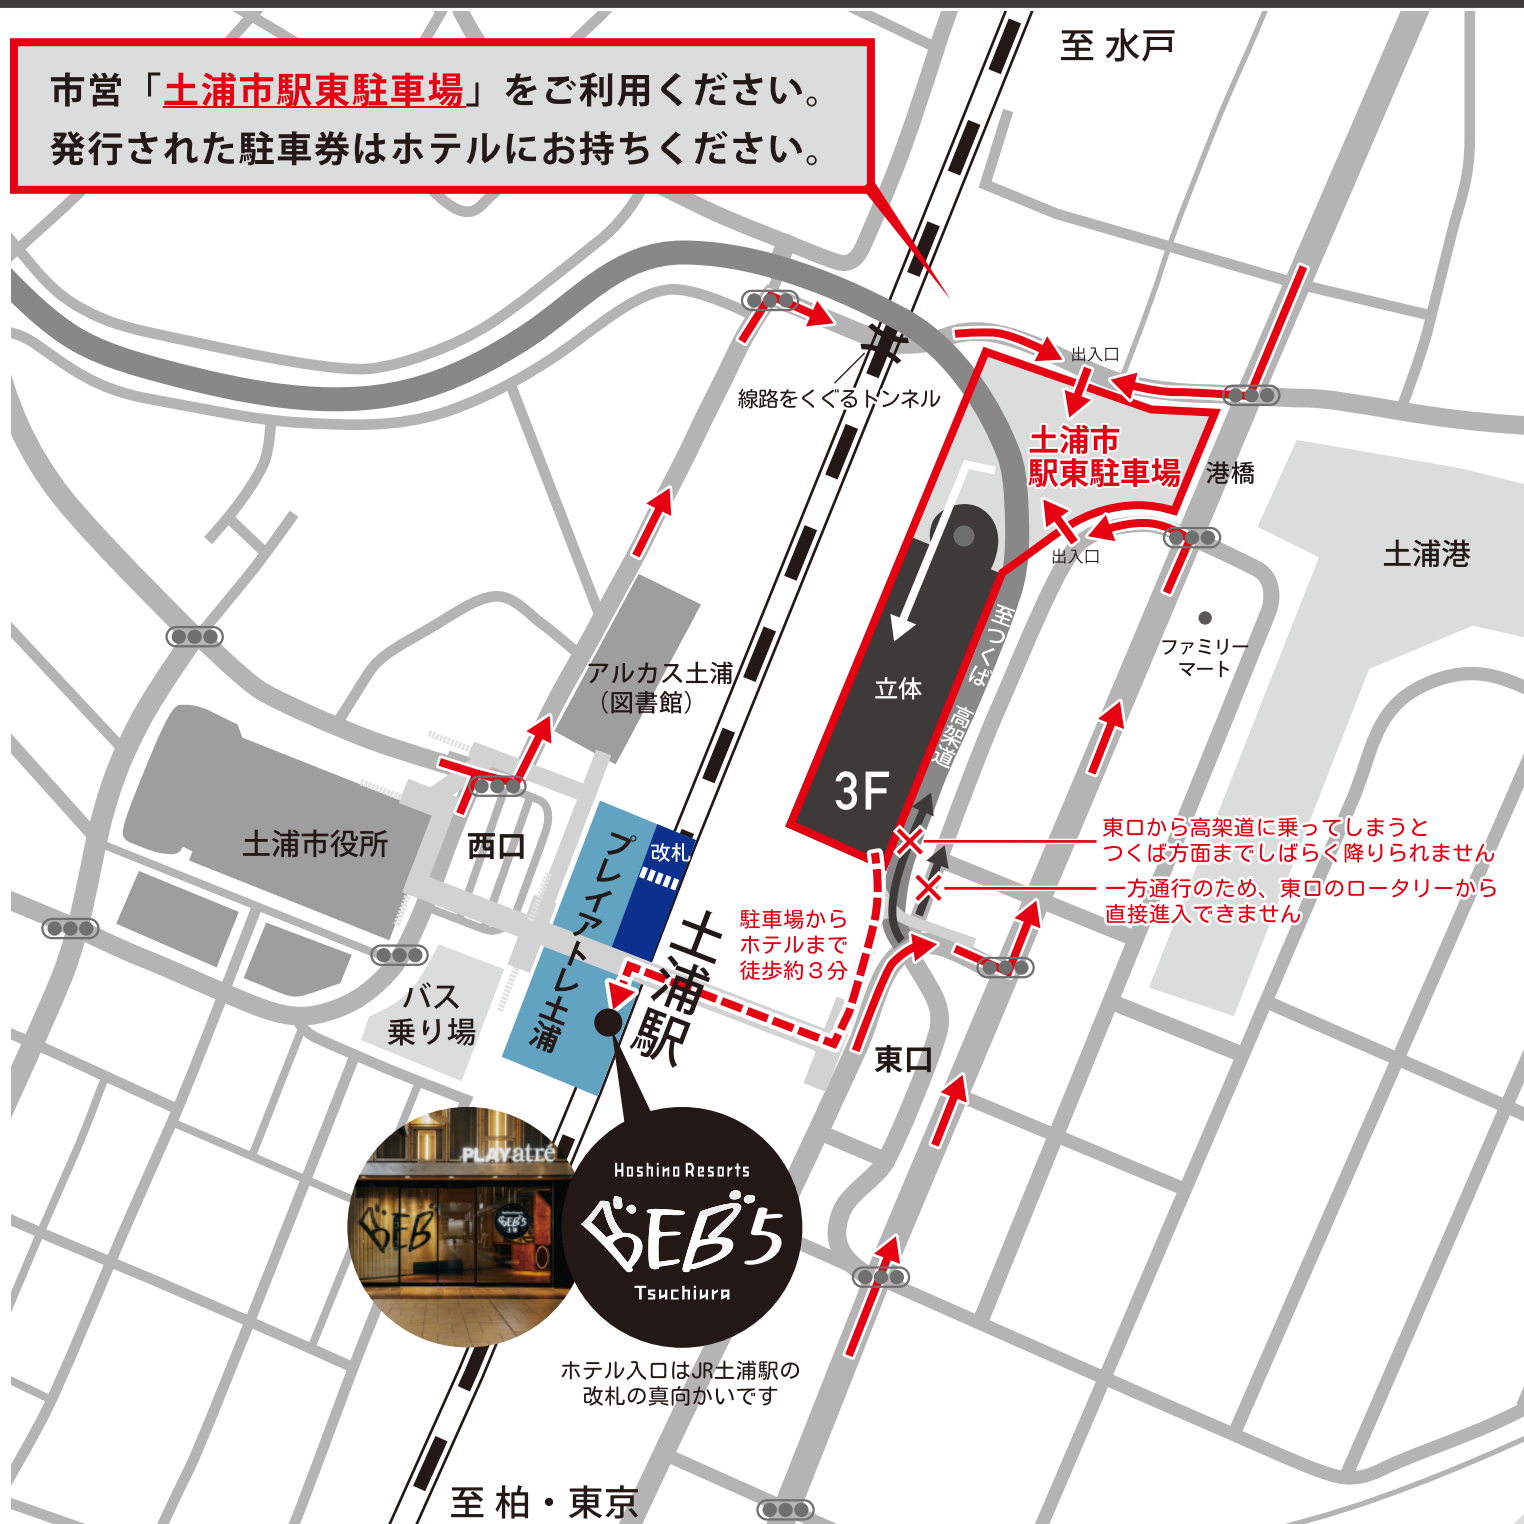 市営「土浦市駅東駐車場」をご利用ください。
発行された駐車券はホテルにお持ちください。
至 水戸
出入口
線路をくぐるトンネル
土浦市
駅東駐車場
港橋
出入口
土浦港
至つくば 高架道
ファミリー
マート
アルカス土浦
（図書館）
立体
3F
土浦市役所
西口
プレイアトレ土浦
改札
東口から高架道に乗ってしまうと
つくば方面までしばらく降りられません
一方通行のため、東口のロータリーから
直接進入できません
土浦駅
駐車場から
ホテルまで
徒歩約３分
バス
乗り場
東口
PLAYatré
BEB5
Hoshino Resorts
BEB5
Tsuchiura
ホテル入口はJR土浦駅の
改札の真向かいです
至 柏・東京